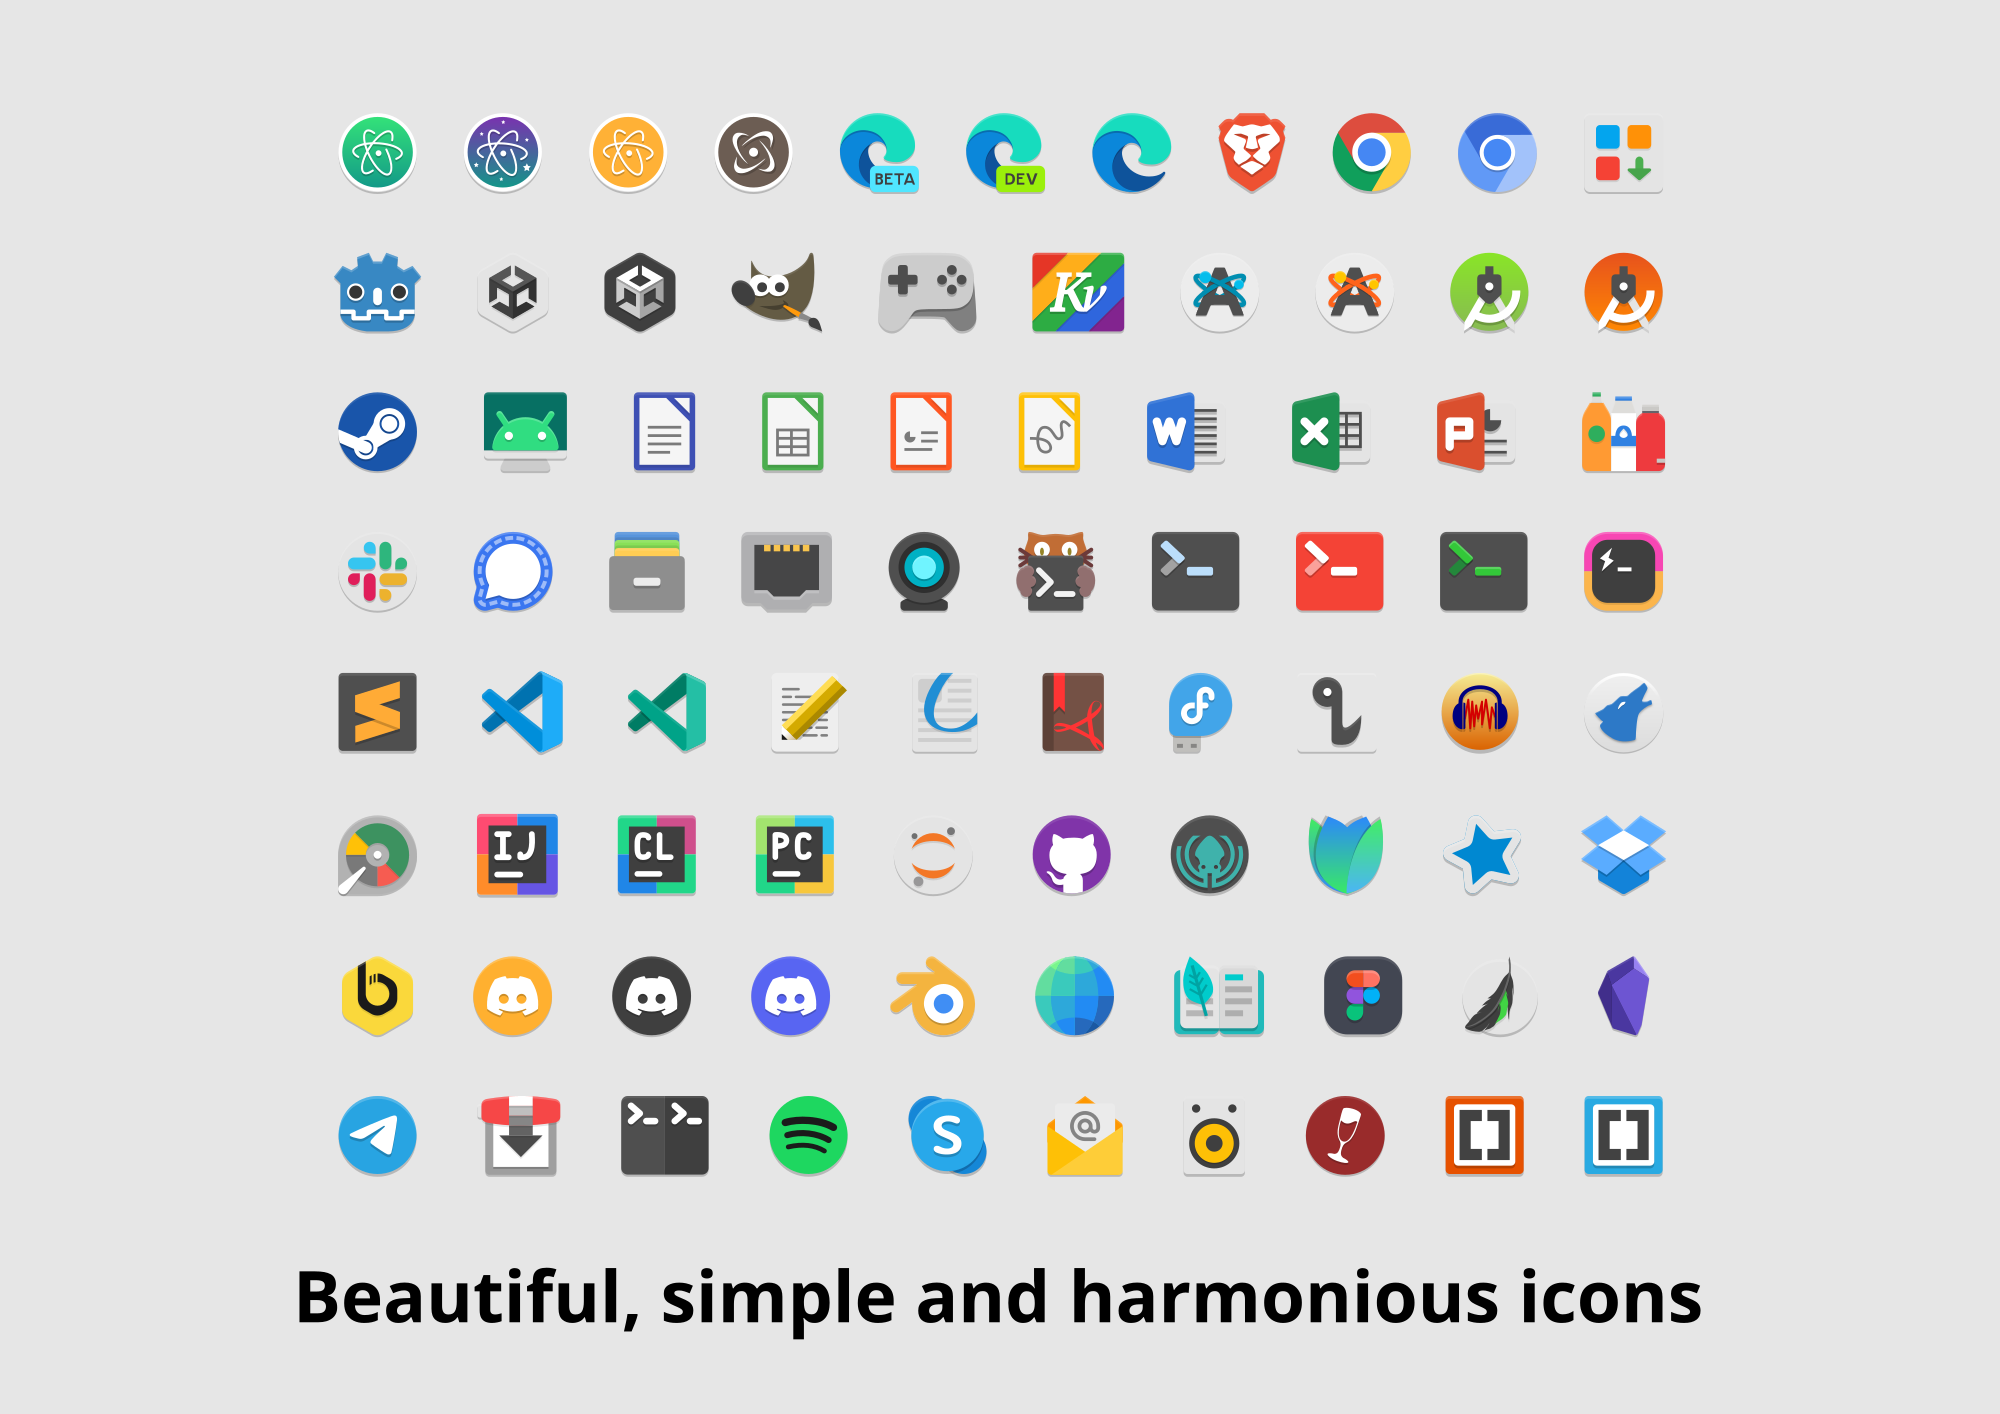 BETA
DEV
Kv
W
X
P
>_
>_
>_
>_
_
IJ
CL
PC
b
>_ >_
S
@
[]
[]
Beautiful, simple and harmonious icons